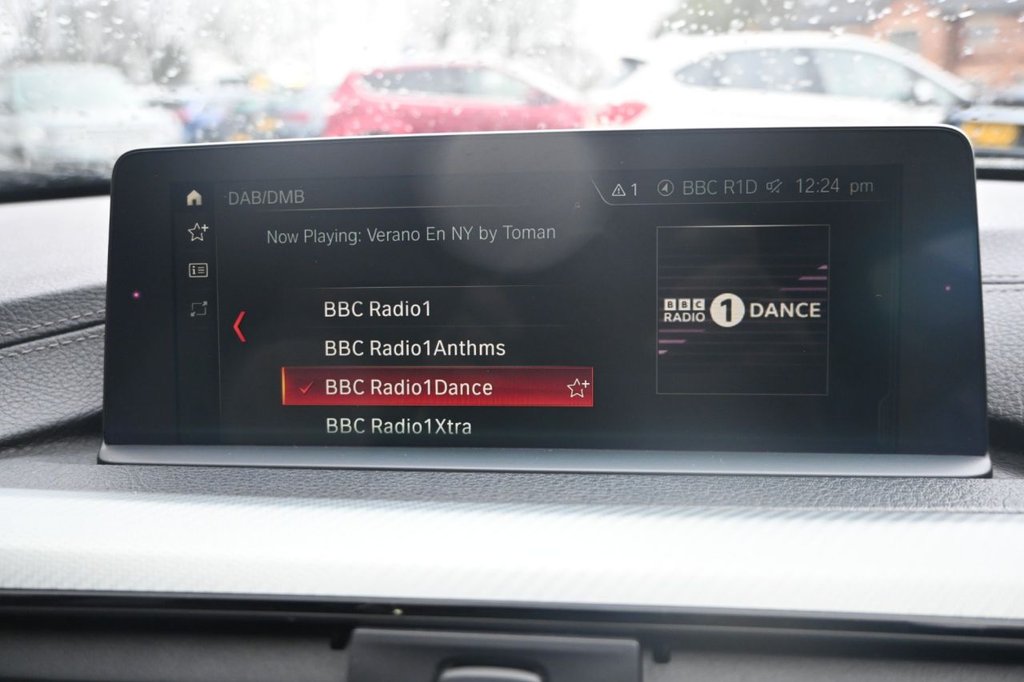 DAB/DMB
1 BBC R1D 12:24 pm
Now Playing: Verano En NY by Toman
BBC Radio1
BBC Radio1Anthms
BBC Radio1Dance
BBC Radio1Xtra
BBC
RADIO
1 DANCE